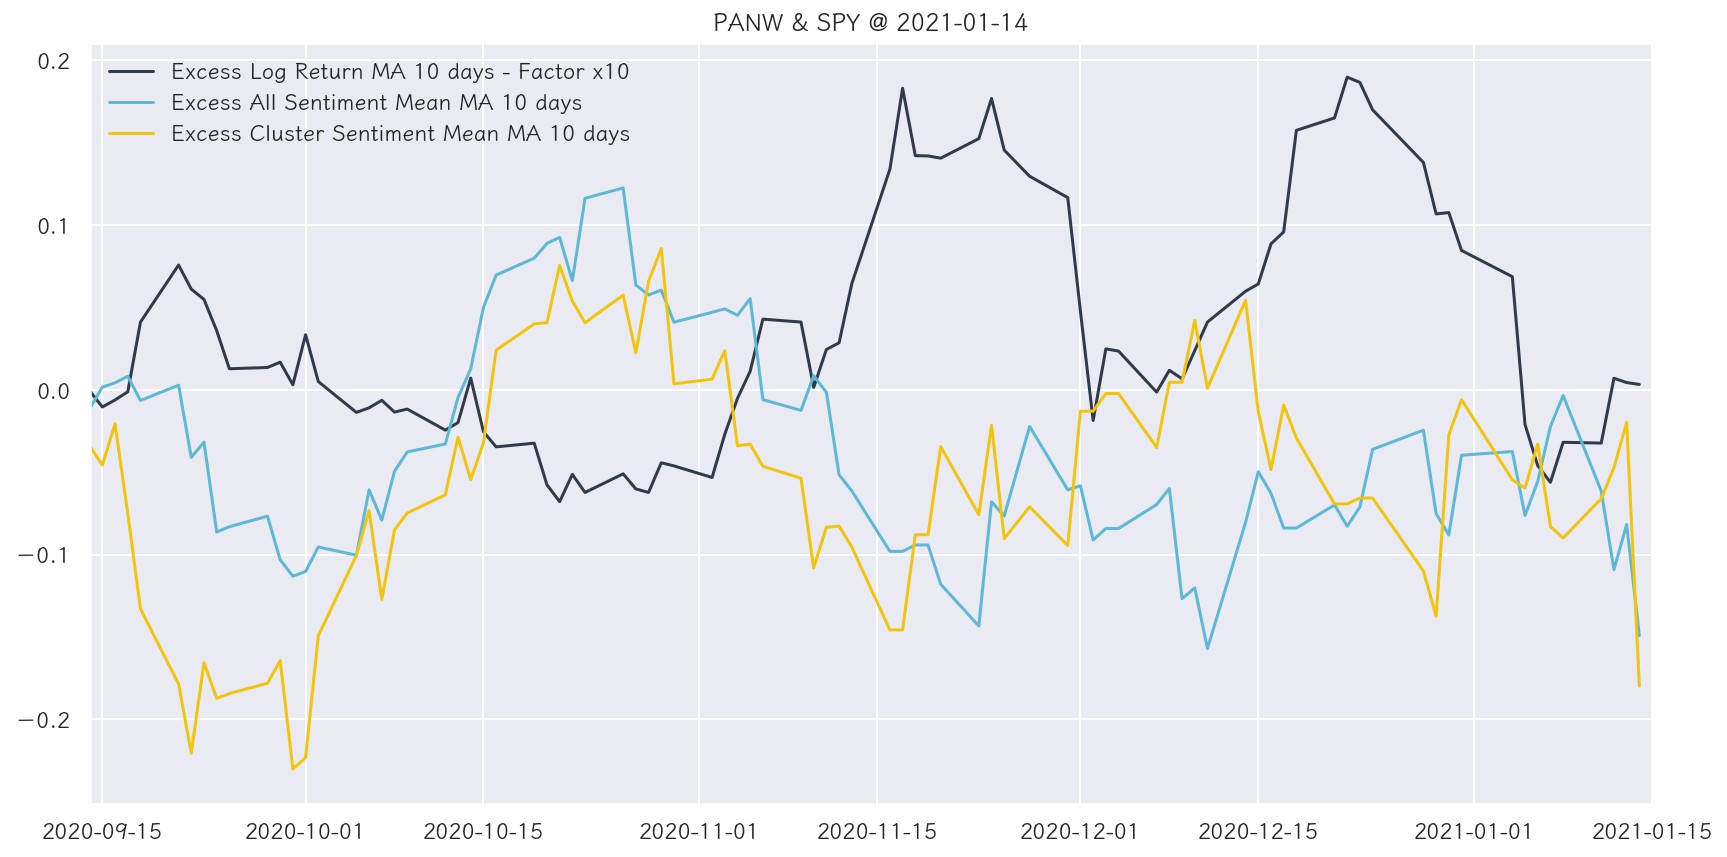 PANW & SPY @ 2021-01-14
Excess Log Return MA 10 days - Factor x10
Excess All Sentiment Mean MA 10 days
Excess Cluster Sentiment Mean MA 10 days
0.2
0.1
0.0
−0.1
−0.2
2020-09-15 2020-10-01 2020-10-15 2020-11-01 2020-11-15 2020-12-01 2020-12-15 2021-01-01 2021-01-15